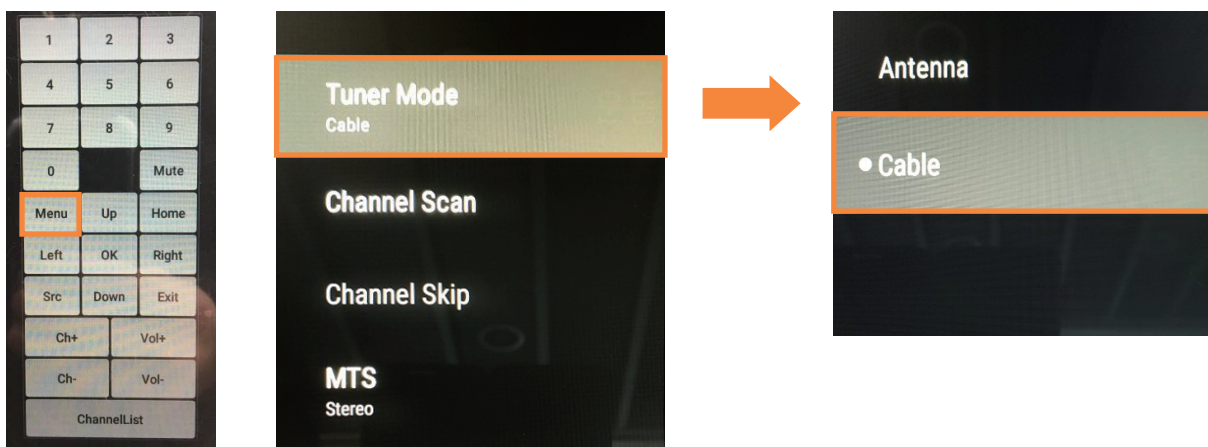 1 2 3
4 5 6
7 8 9
0 Mute
Menu Up Home
Left OK Right
Src Down Exit
Ch+ Vol+
Ch- Vol-
ChannelList
Tuner Mode
Cable
Channel Scan
Channel Skip
MTS
Stereo
Antenna
Cable